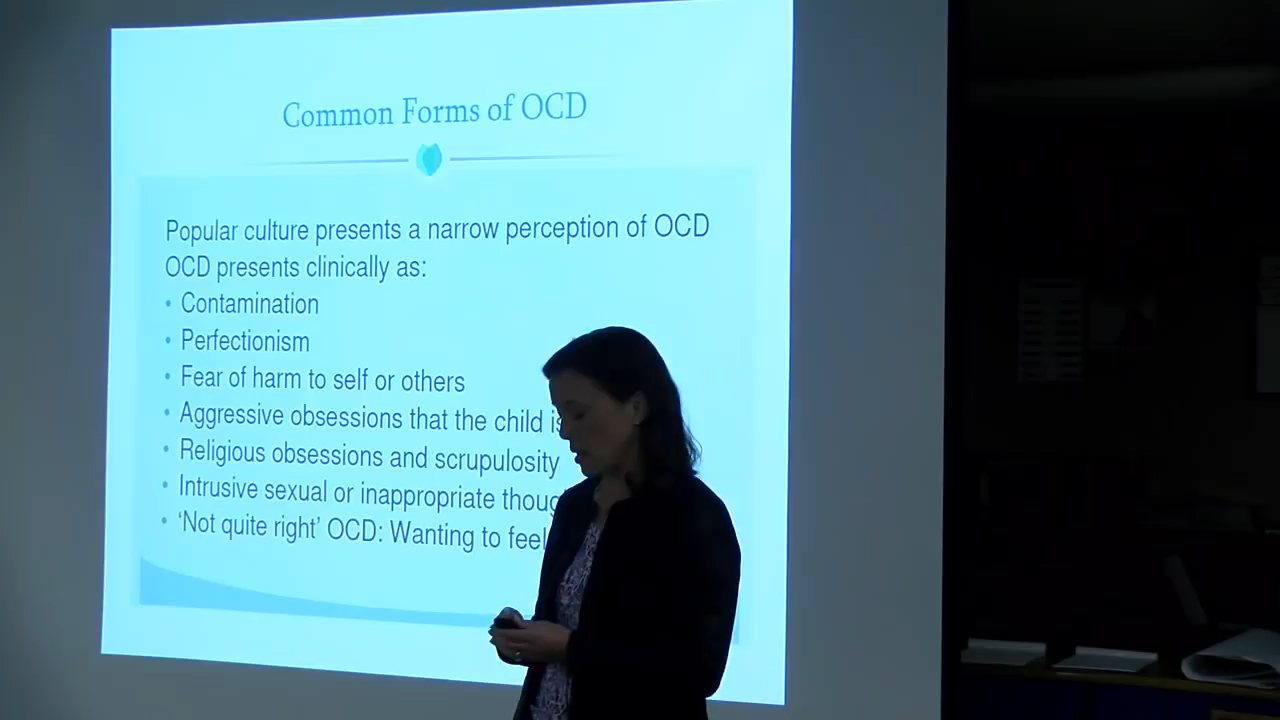 Common Forms of OCD
Popular culture presents a narrow perception of OCD
OCD presents clinically as:
• Contamination
• Perfectionism
• Fear of harm to self or others
• Aggressive obsessions that the child
• Religious obsessions and scrupulosity
• Intrusive sexual or inappropriate
• ‘Not quite right’ OCD: Wanting to feel